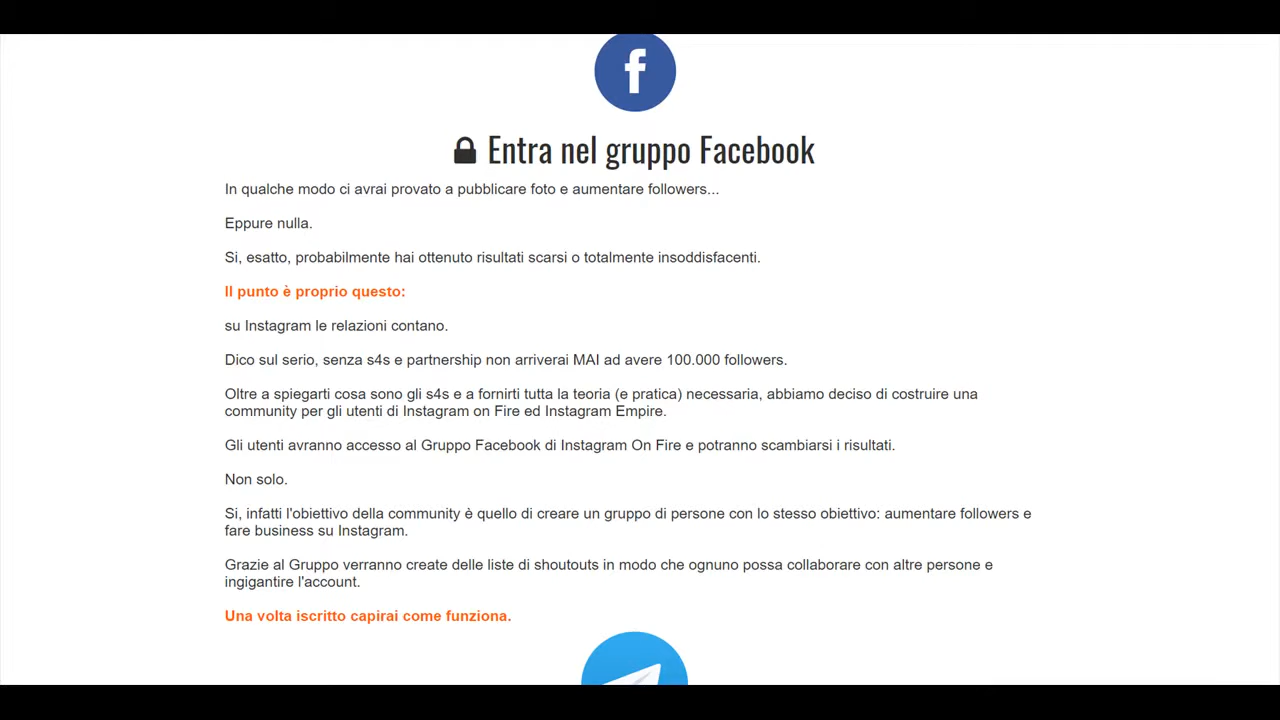 f
Entra nel gruppo Facebook
In qualche modo ci avrai provato a pubblicare foto e aumentare followers...
Eppure nulla.
Si, esatto, probabilmente hai ottenuto risultati scarsi o totalmente insoddisfacenti.
Il punto è proprio questo:
su Instagram le relazioni contano.
Dico sul serio, senza s4s e partnership non arriverai MAI ad avere 100.000 followers.
Oltre a spiegarti cosa sono gli s4s e a fornirti tutta la teoria (e pratica) necessaria, abbiamo deciso di costruire una
community per gli utenti di Instagram on Fire ed Instagram Empire.
Gli utenti avranno accesso al Gruppo Facebook di Instagram On Fire e potranno scambiarsi i risultati.
Non solo.
Si, infatti l'obiettivo della community è quello di creare un gruppo di persone con lo stesso obiettivo: aumentare followers e
fare business su Instagram.
Grazie al Gruppo verranno create delle liste di shoutouts in modo che ognuno possa collaborare con altre persone e
ingigantire l'account.
Una volta iscritto capirai come funziona.